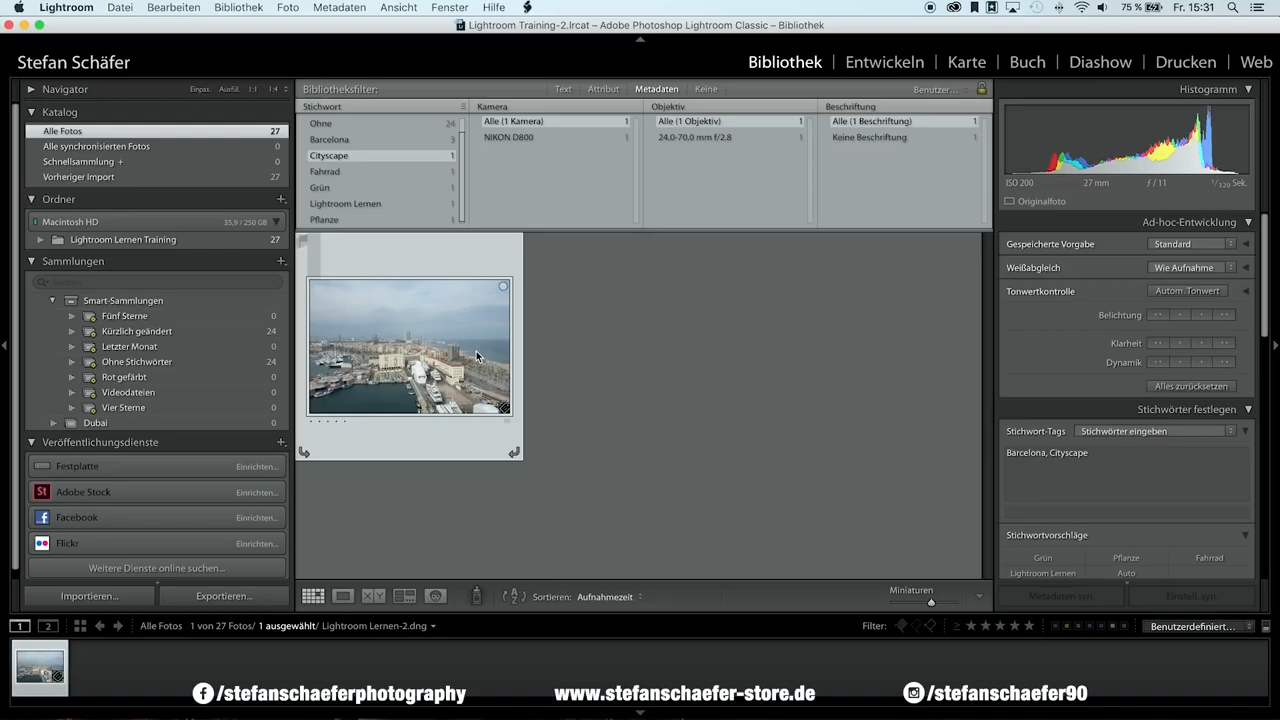 Lightroom Datei Bearbeiten Bibliothek Foto Metadaten Ansicht Fenster Hilfe 75 % Fr. 15:31
Lightroom Training-2.lrcat – Adobe Photoshop Lightroom Classic – Bibliothek
Stefan Schäfer
Bibliothek | Entwickeln | Karte | Buch | Diashow | Drucken | Web
Navigator Einpas. Ausfül. 1:1 1:4
Katalog
Alle Fotos 27
Alle synchronisierten Fotos 0
Schnellsammlung + 0
Vorheriger Import 27
Ordner
Macintosh HD 35,9 / 250 GB
Lightroom Lernen Training 27
Sammlungen
Suchen
Smart-Sammlungen
Fünf Sterne 0
Kürzlich geändert 24
Letzter Monat 0
Ohne Stichwörter 24
Rot gefärbt 0
Videodateien 0
Vier Sterne 0
Dubai 0
Veröffentlichungsdienste
Festplatte Einrichten...
St Adobe Stock Einrichten...
Facebook Einrichten...
Flickr Einrichten...
Weitere Dienste online suchen...
Importieren... Exportieren...
Bibliotheksfilter: Text Attribut Metadaten Keine Benutzer...
Stichwort Kamera Objektiv Beschriftung
Ohne 24
Barcelona 3
Cityscape 1
Fahrrad 1
Grün 1
Lightroom Lernen 1
Pflanze 1
Alle (1 Kamera) 1
NIKON D800 1
Alle (1 Objektiv) 1
24,0-70,0 mm f/2.8 1
Alle (1 Beschriftung) 1
Keine Beschriftung 1
Sortieren: Aufnahmezeit
Miniaturen
Histogramm
ISO 200 27 mm ƒ / 11 1/320 Sek.
Originalfoto
Ad-hoc-Entwicklung
Gespeicherte Vorgabe Standard
Weißabgleich Wie Aufnahme
Tonwertkontrolle Autom. Tonwert
Belichtung
Klarheit
Dynamik
Alles zurücksetzen
Stichwörter festlegen
Stichwort-Tags Stichwörter eingeben
Barcelona, Cityscape
Stichwortvorschläge
Grün Pflanze Fahrrad
Lightroom Lernen Auto
Metadaten syn. Einstell. syn.
1 2 Alle Fotos 1 von 27 Fotos/ 1 ausgewählt/ Lightroom Lernen-2.dng
Filter: ≥ ★★★★★ Benutzerdefiniert...
/stefanschaeferphotography www.stefanschaefer-store.de /stefanschaefer90